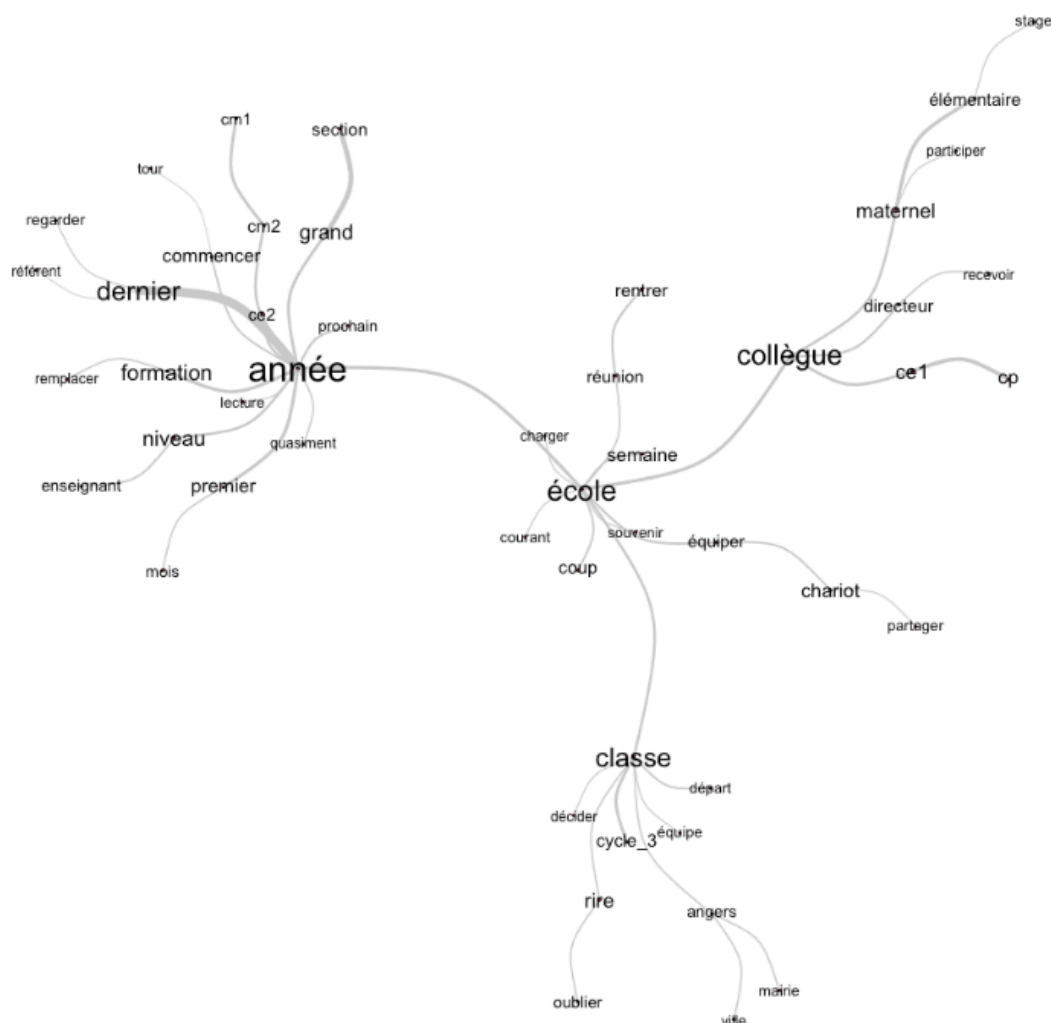 stage
élémentaire
cm1
section
participer
tour
maternel
regarder
cm2
grand
commencer
référent
recevoir
dernier
rentrer
directeur
ce2
prochain
collègue
année
formation
remplacer
réunion
ce1
cp
lecture
niveau
charger
quasiment
semaine
enseignant
premier
école
souvenir
courant
équiper
mois
coup
chariot
partager
classe
départ
décider
équipe
cycle_3
rire
angers
mairie
oublier
ville